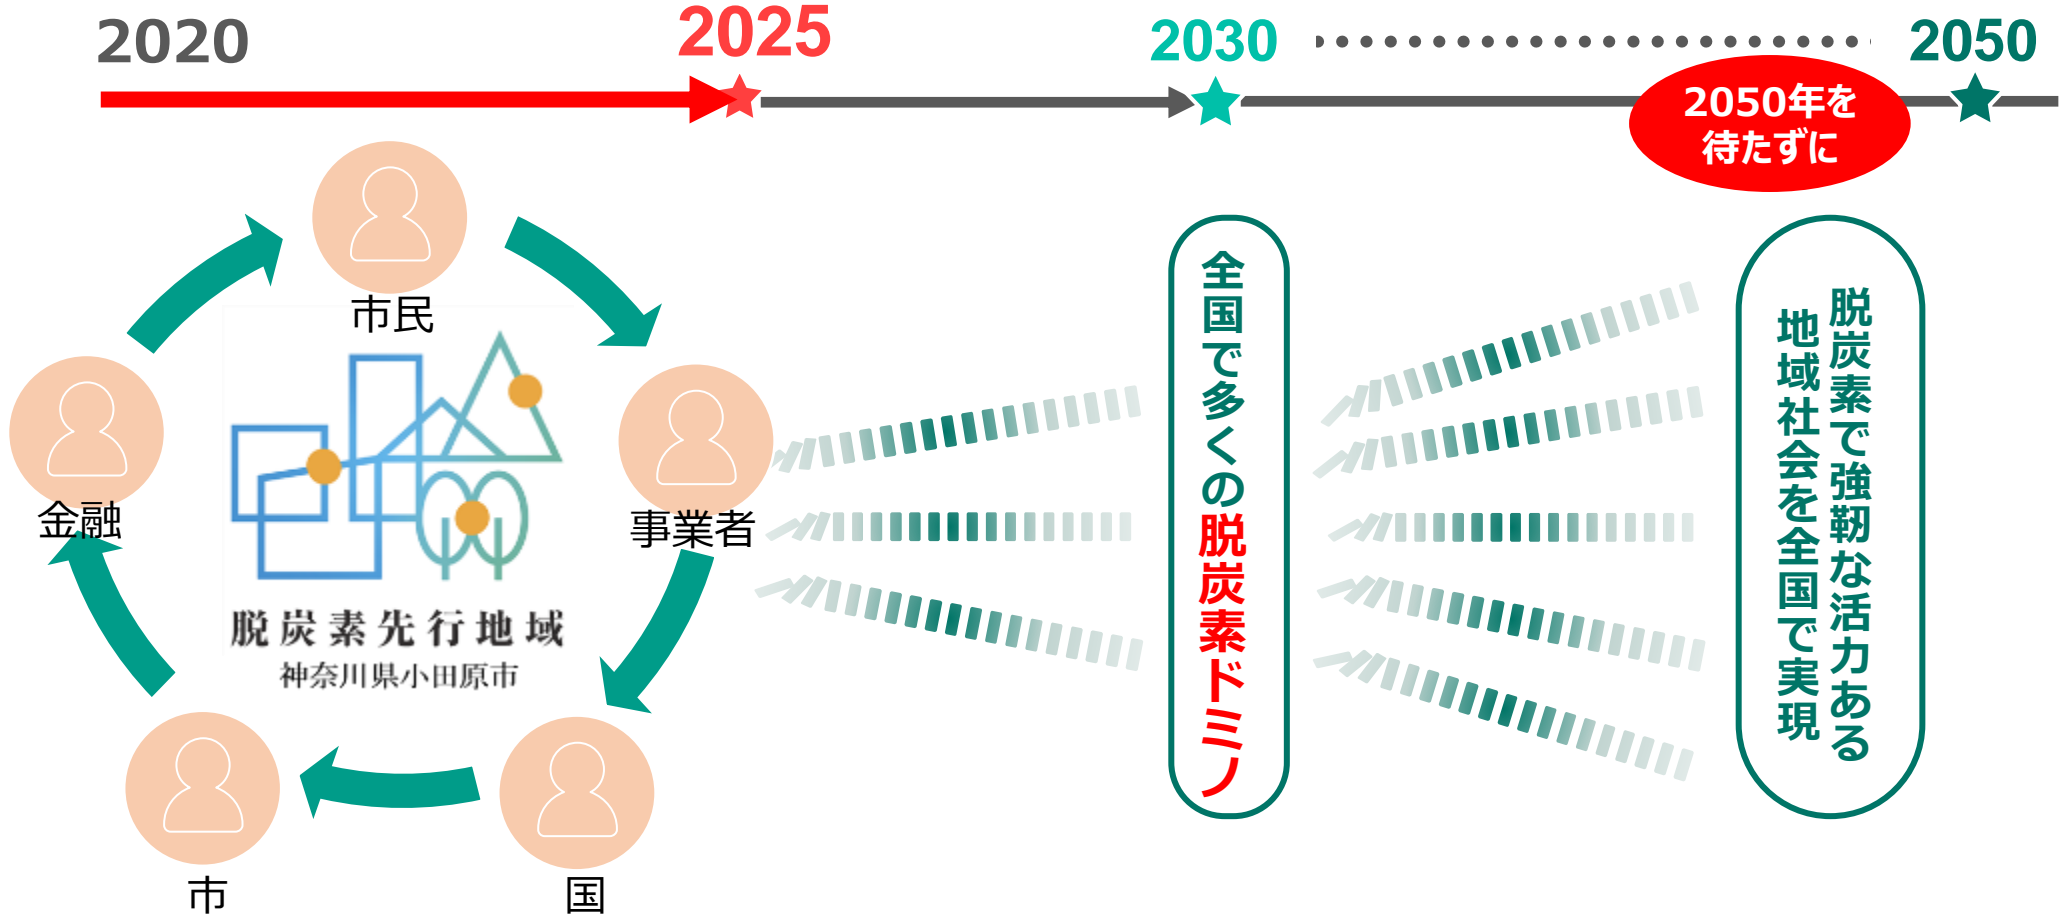 2020
2025
2030
2050
2050年を
待たずに
市民
事業者
国
市
金融
脱炭素先行地域
神奈川県小田原市
全国で多くの脱炭素ドミノ
脱炭素で強靭な活力ある
地域社会を全国で実現